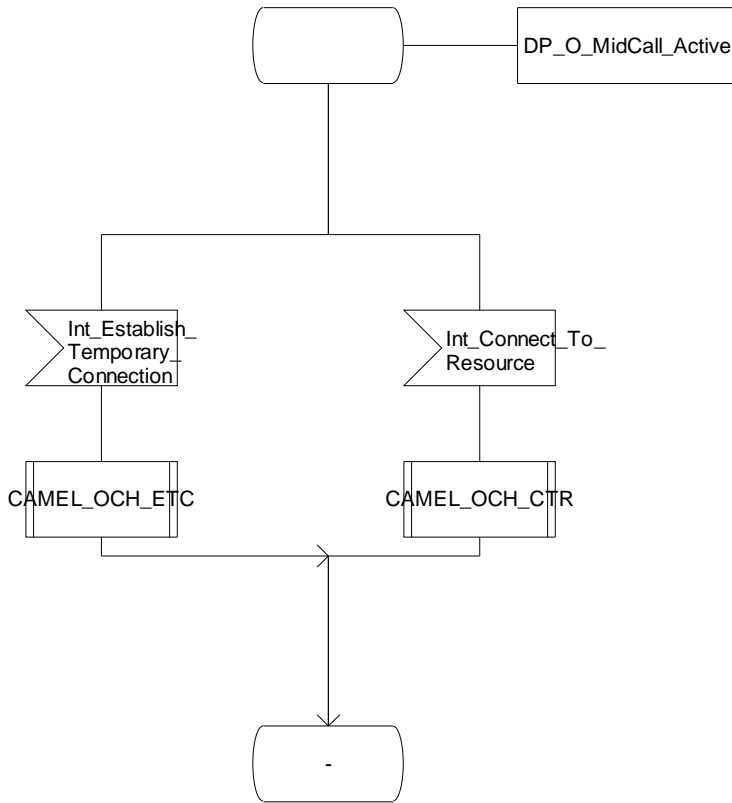 DP_O_MidCall_Active
Int_Establish_
Temporary_
Connection
Int_Connect_To_
Resource
CAMEL_OCH_ETC
CAMEL_OCH_CTR
-